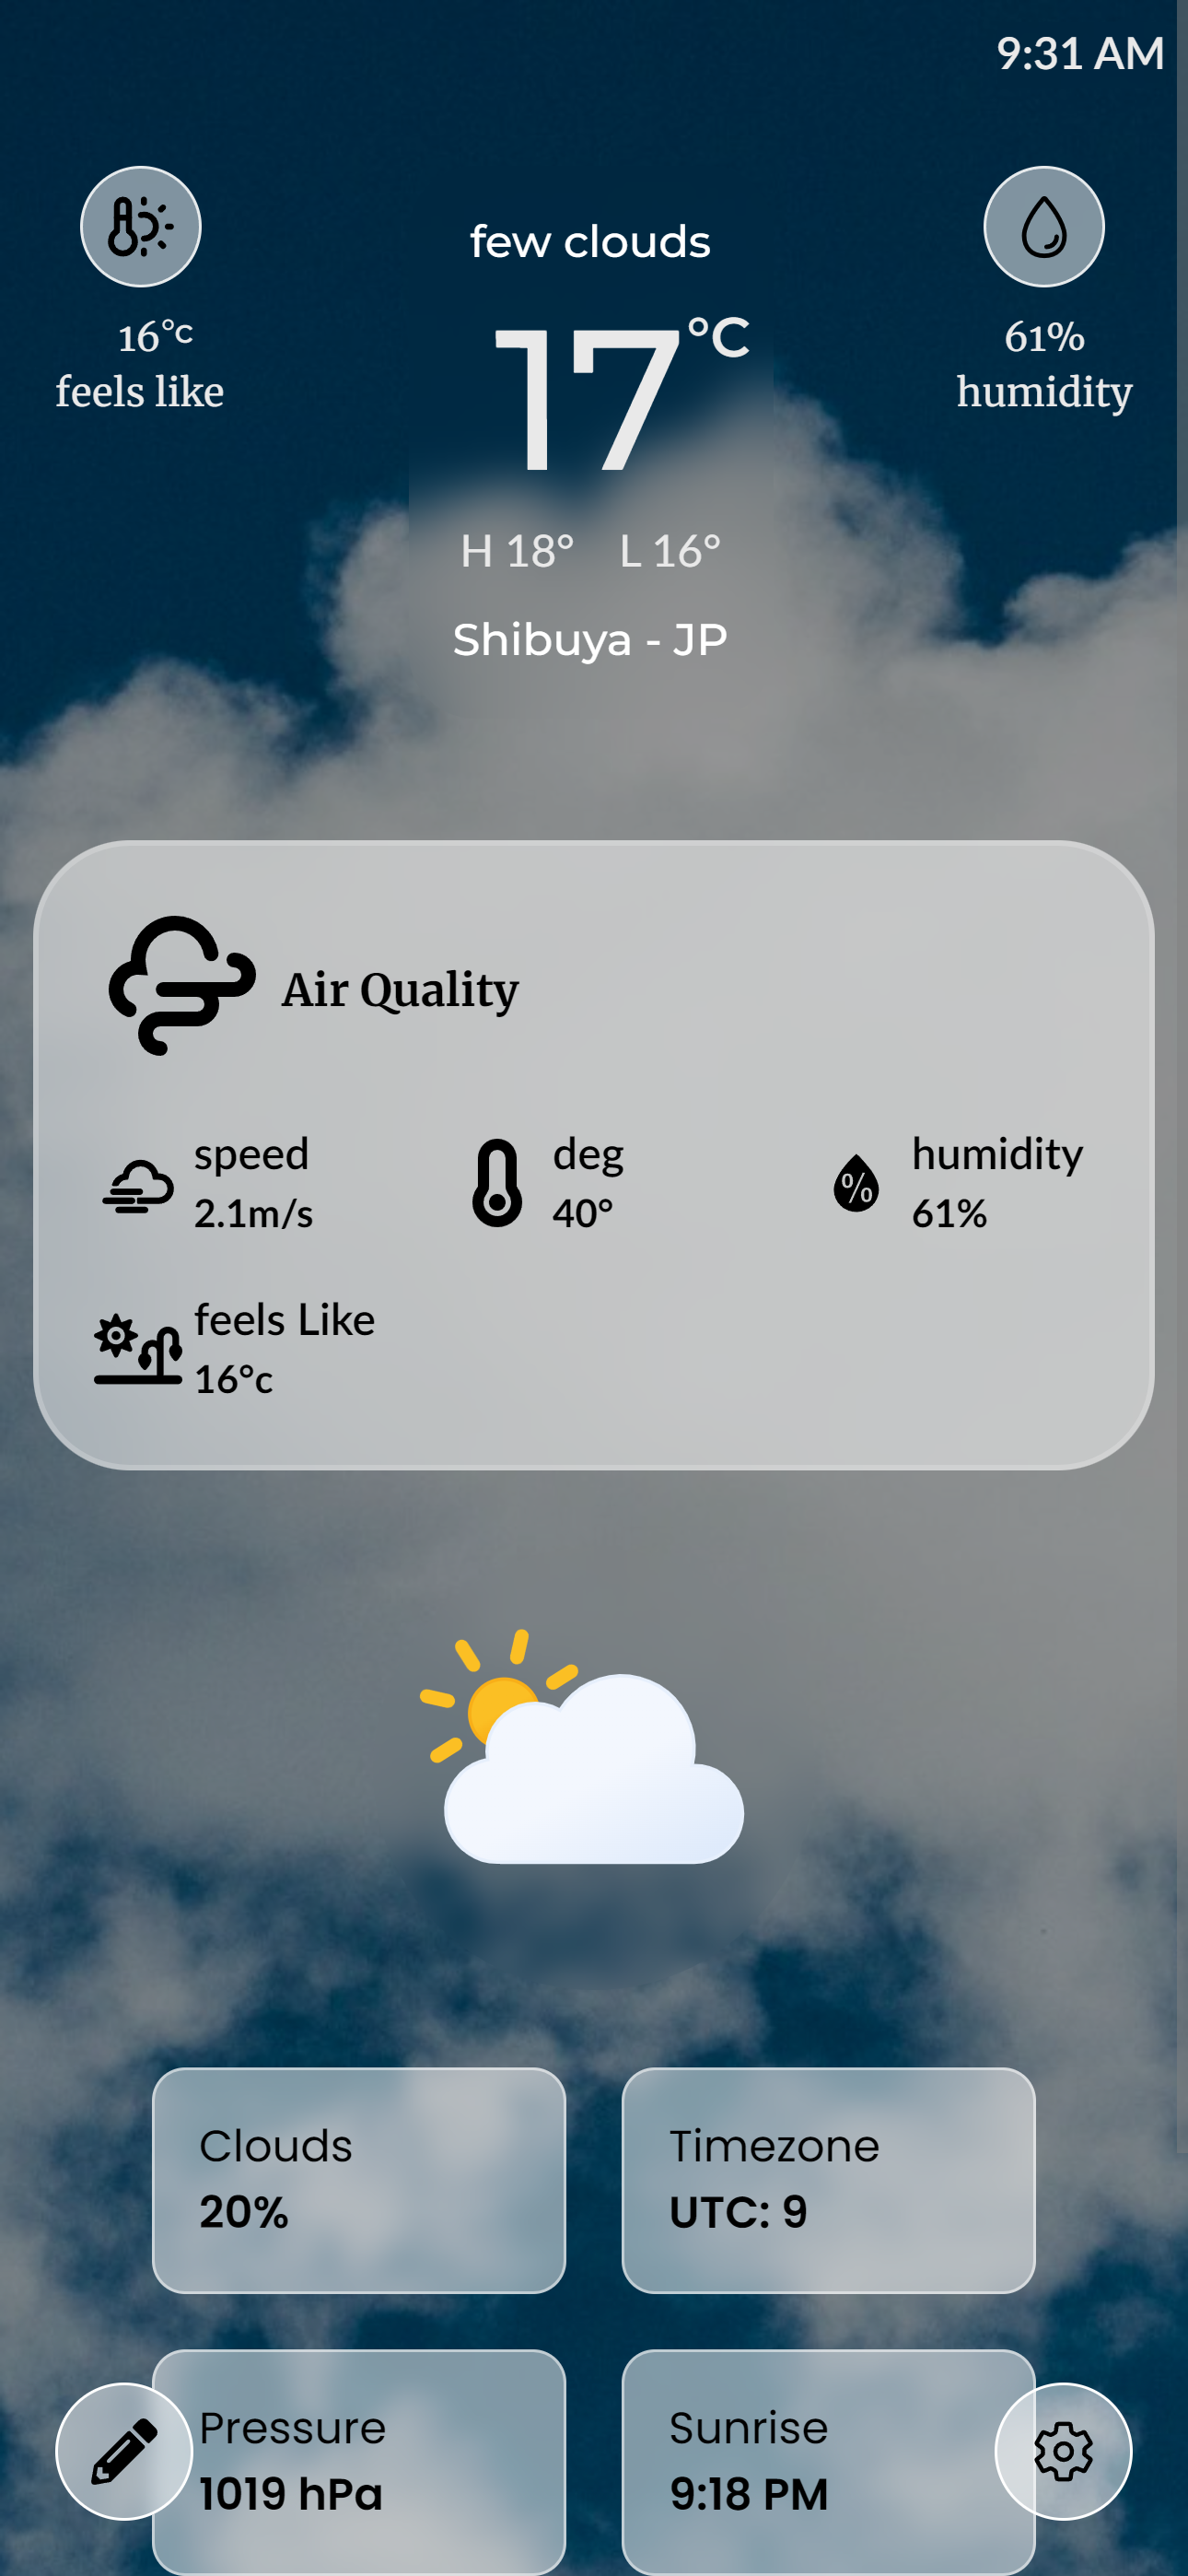 9:31 AM
few clouds
16°c
feels like
17°C
61%
humidity
H 18° L 16°
Shibuya - JP
Air Quality
speed
2.1m/s
deg
40°
%
humidity
61%
feels Like
16°c
Clouds
20%
Timezone
UTC: 9
Pressure
1019 hPa
Sunrise
9:18 PM